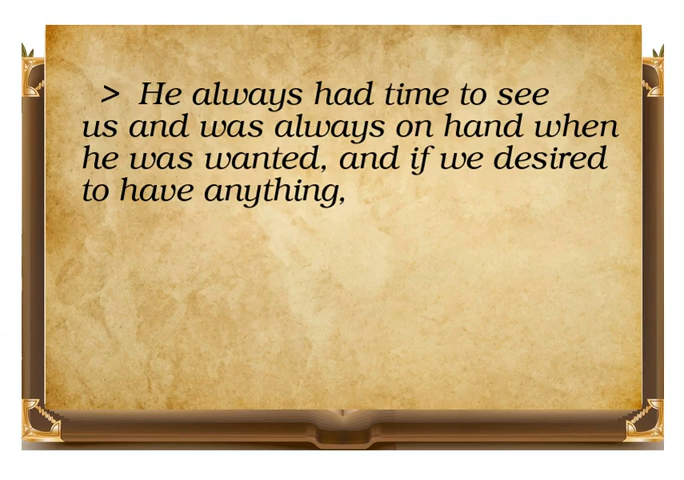 > He always had time to see
us and was always on hand when
he was wanted, and if we desired
to have anything,